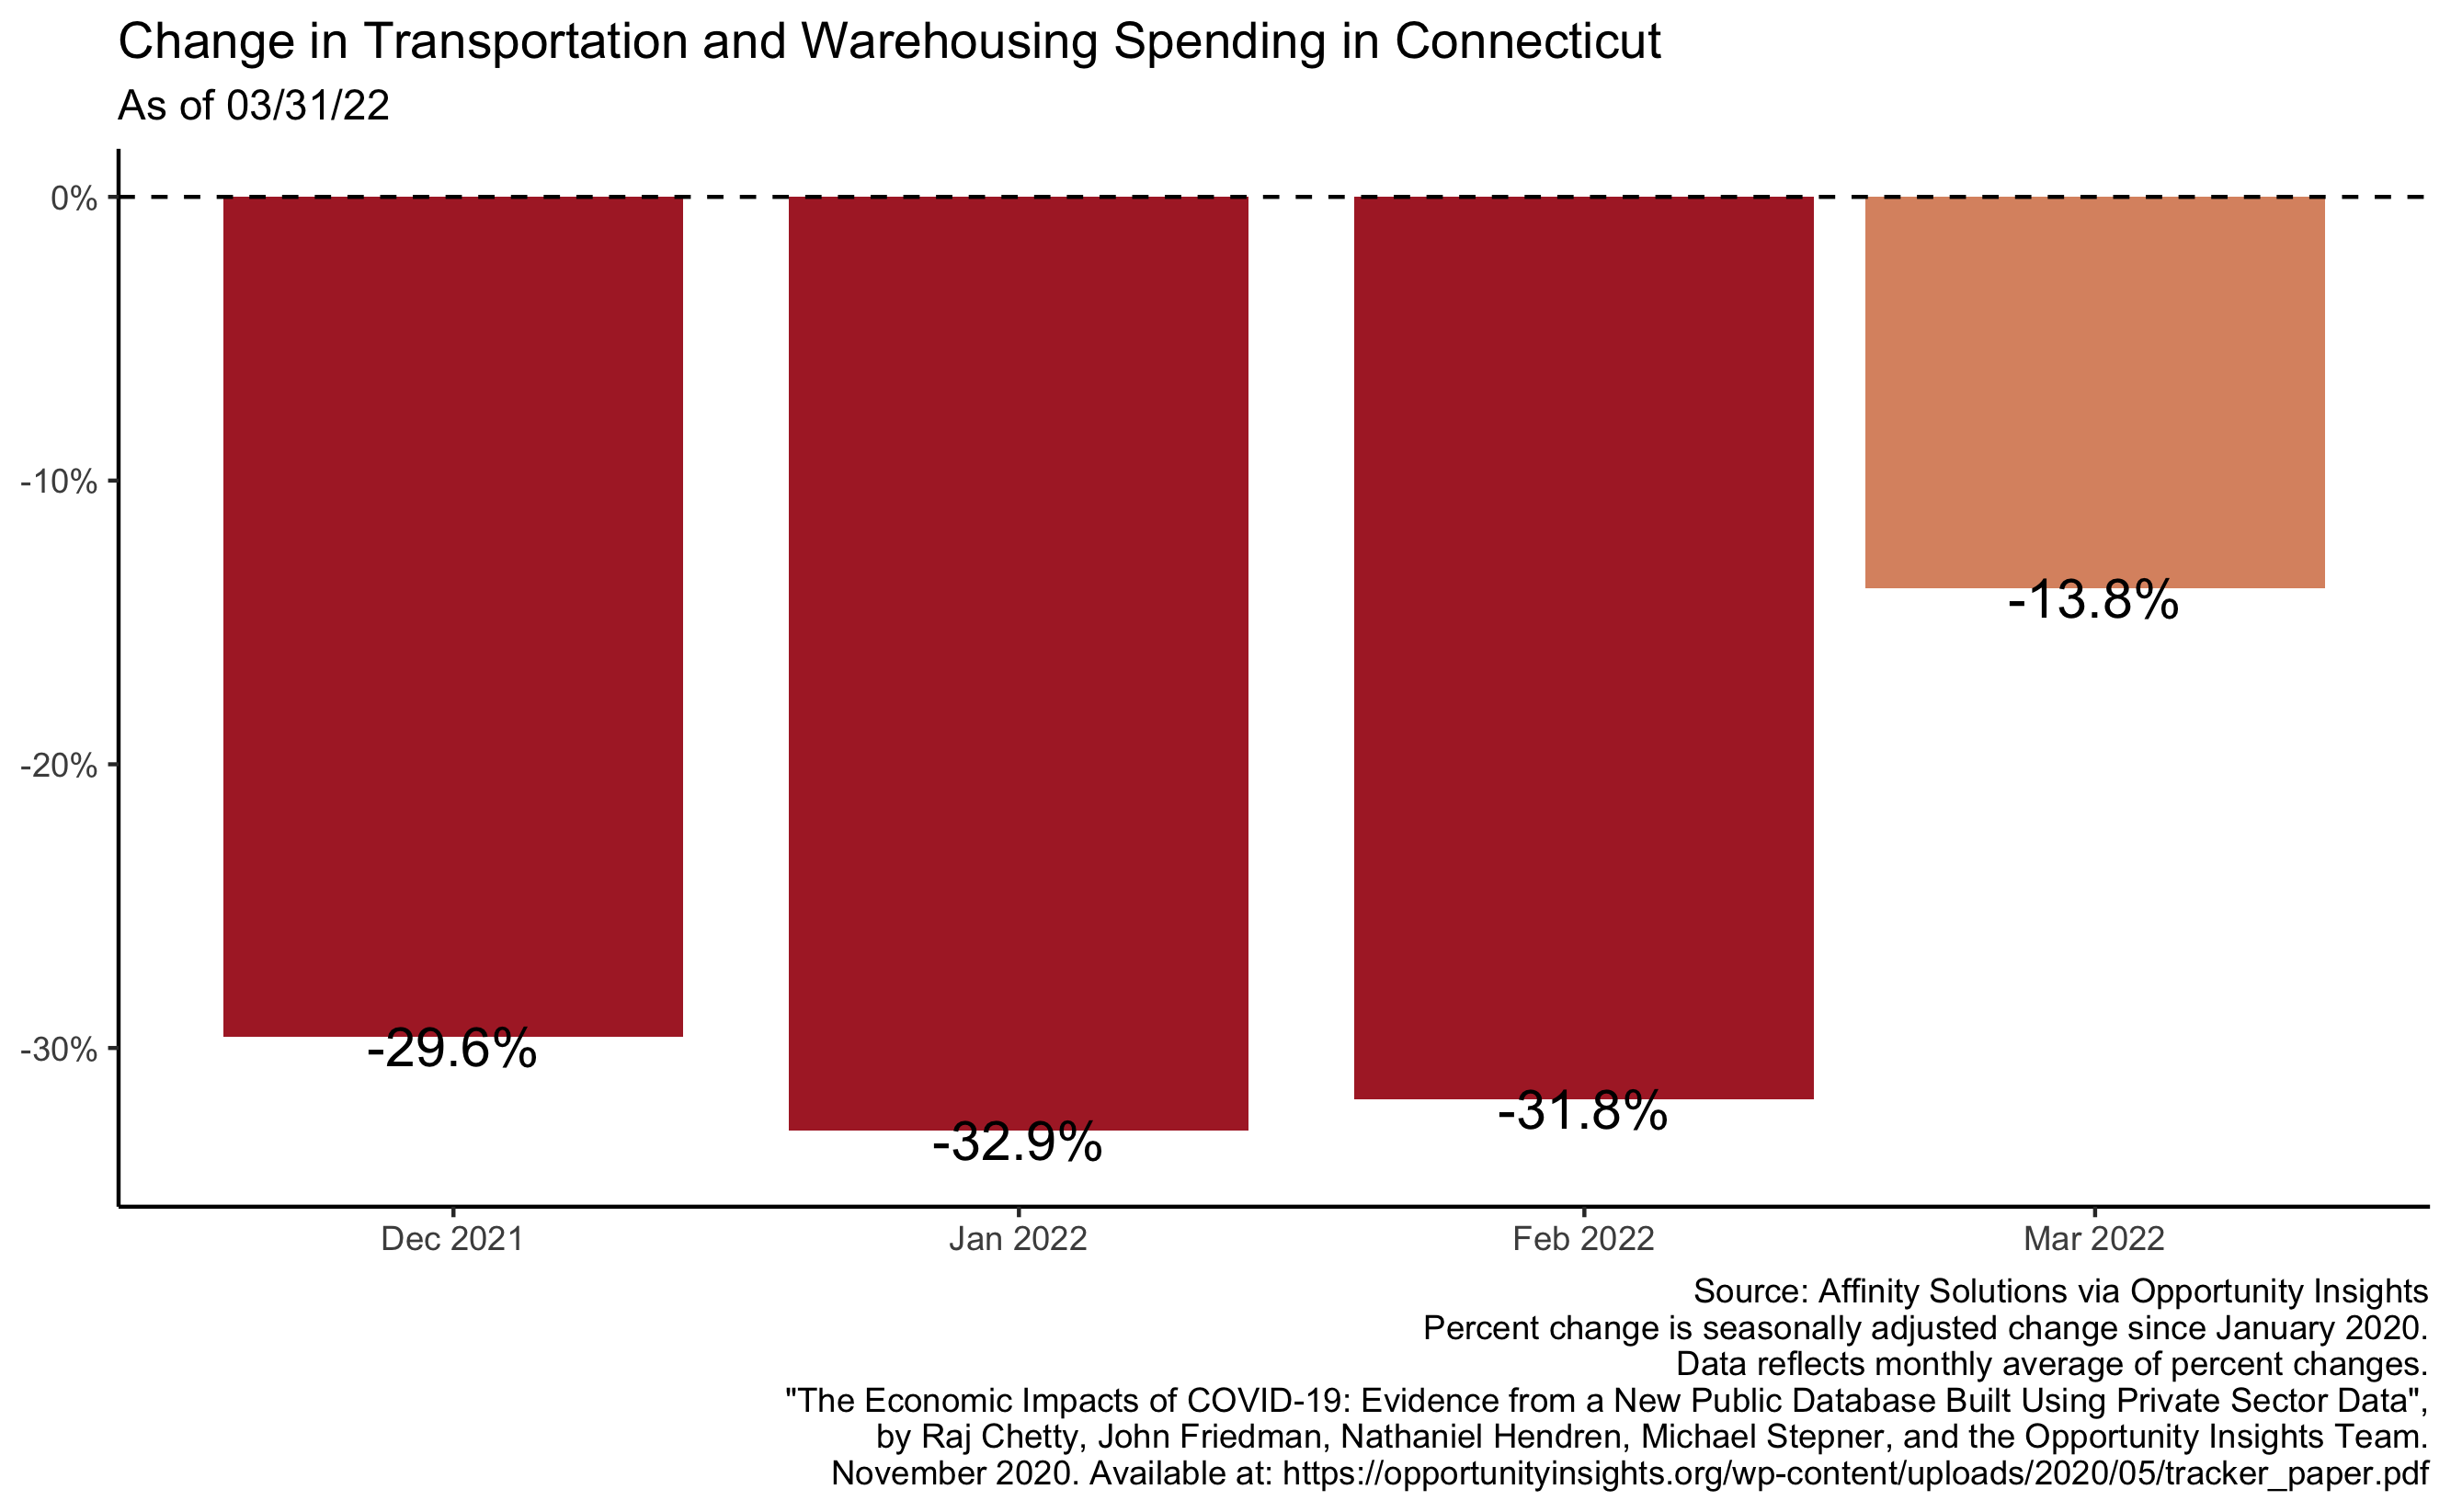 Change in Transportation and Warehousing Spending in Connecticut
As of 03/31/22
0%
-10%
-20%
-30%
-29.6%
-32.9%
-31.8%
-13.8%
Dec 2021
Jan 2022
Feb 2022
Mar 2022
Source: Affinity Solutions via Opportunity Insights
Percent change is seasonally adjusted change since January 2020.
Data reflects monthly average of percent changes.
"The Economic Impacts of COVID-19: Evidence from a New Public Database Built Using Private Sector Data",
by Raj Chetty, John Friedman, Nathaniel Hendren, Michael Stepner, and the Opportunity Insights Team.
November 2020. Available at: https://opportunityinsights.org/wp-content/uploads/2020/05/tracker_paper.pdf